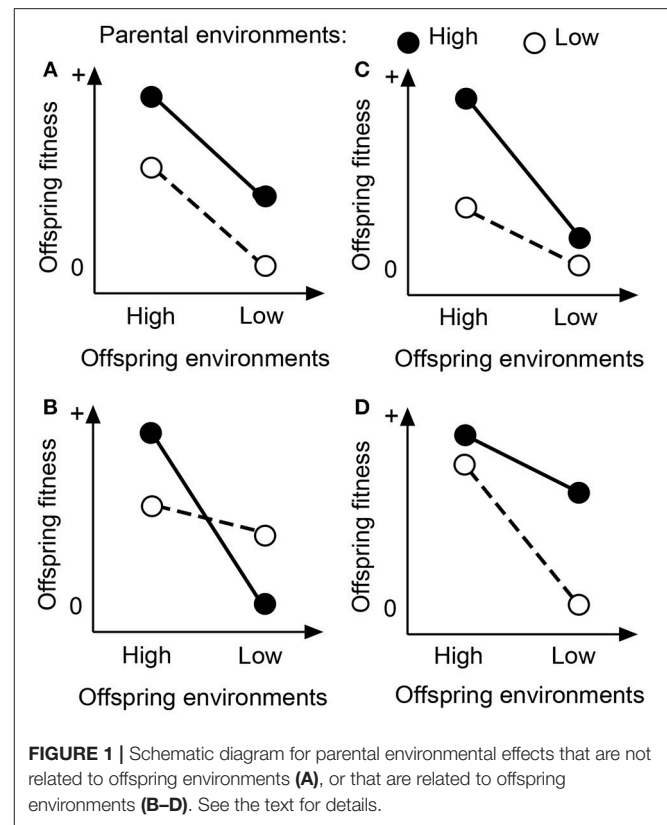 Parental environments: High Low
A
+
Offspring fitness
0
High Low
Offspring environments
C
+
Offspring fitness
0
High Low
Offspring environments
B
+
Offspring fitness
0
High Low
Offspring environments
D
+
Offspring fitness
0
High Low
Offspring environments
FIGURE 1 | Schematic diagram for parental environmental effects that are not
related to offspring environments (A), or that are related to offspring
environments (B–D). See the text for details.